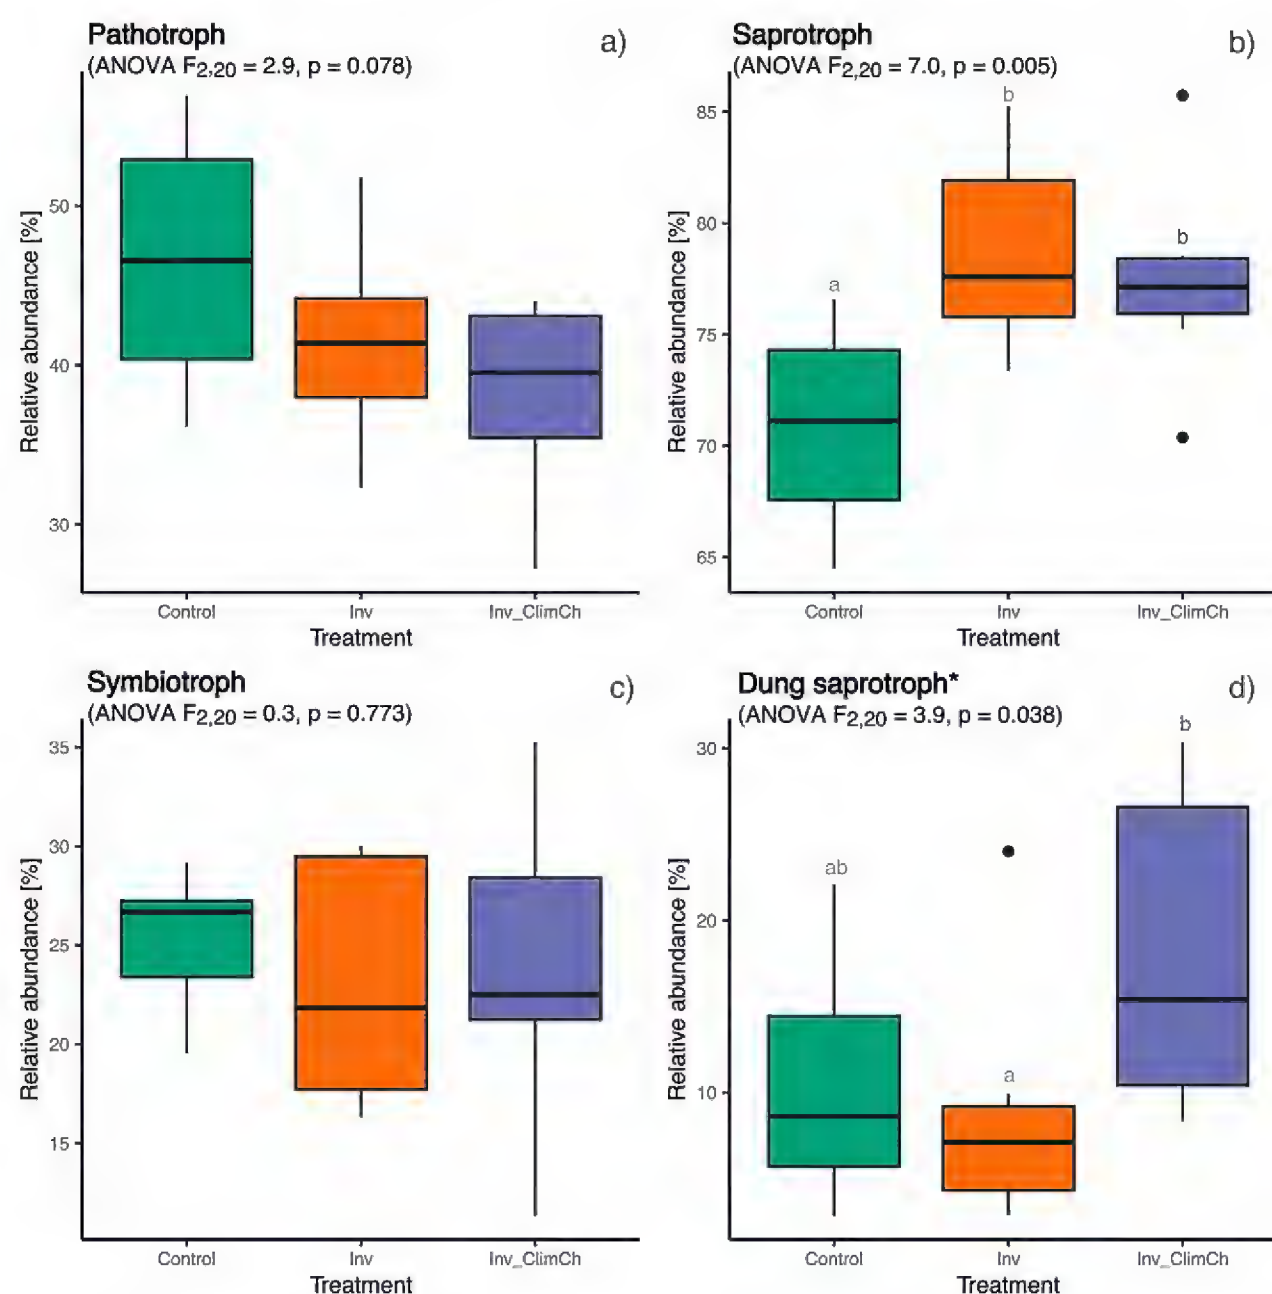 Pathotroph
a)
(ANOVA F2,20 = 2.9, p = 0.078)
Relative abundance [%]
50
40
30
Control
Inv
Inv_ClimCh
Treatment
Saprotroph
b)
(ANOVA F2,20 = 7.0, p = 0.005)
Relative abundance [%]
85
80
75
70
65
a
b
b
Control
Inv
Inv_ClimCh
Treatment
Symbiotroph
c)
(ANOVA F2,20 = 0.3, p = 0.773)
Relative abundance [%]
35
30
25
20
15
Control
Inv
Inv_ClimCh
Treatment
Dung saprotroph*
d)
(ANOVA F2,20 = 3.9, p = 0.038)
Relative abundance [%]
30
20
10
ab
a
b
Control
Inv
Inv_ClimCh
Treatment